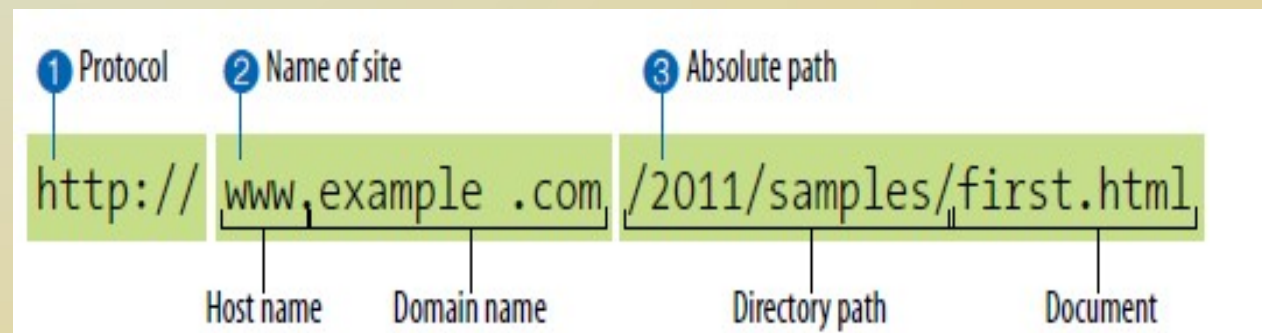 1 Protocol 2 Name of site 3 Absolute path
http:// www.example .com /2011/samples/first.html
Host name Domain name Directory path Document